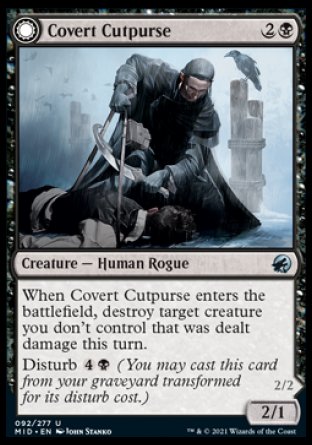 Covert Cutpurse 2
Creature — Human Rogue
When Covert Cutpurse enters the
battlefield, destroy target creature
you don't control that was dealt
damage this turn.
Disturb 4 (You may cast this card
from your graveyard transformed
for its disturb cost.)
2/2
2/1
092/277 U
MID • EN John Stanko
™ & © 2021 Wizards of the Coast